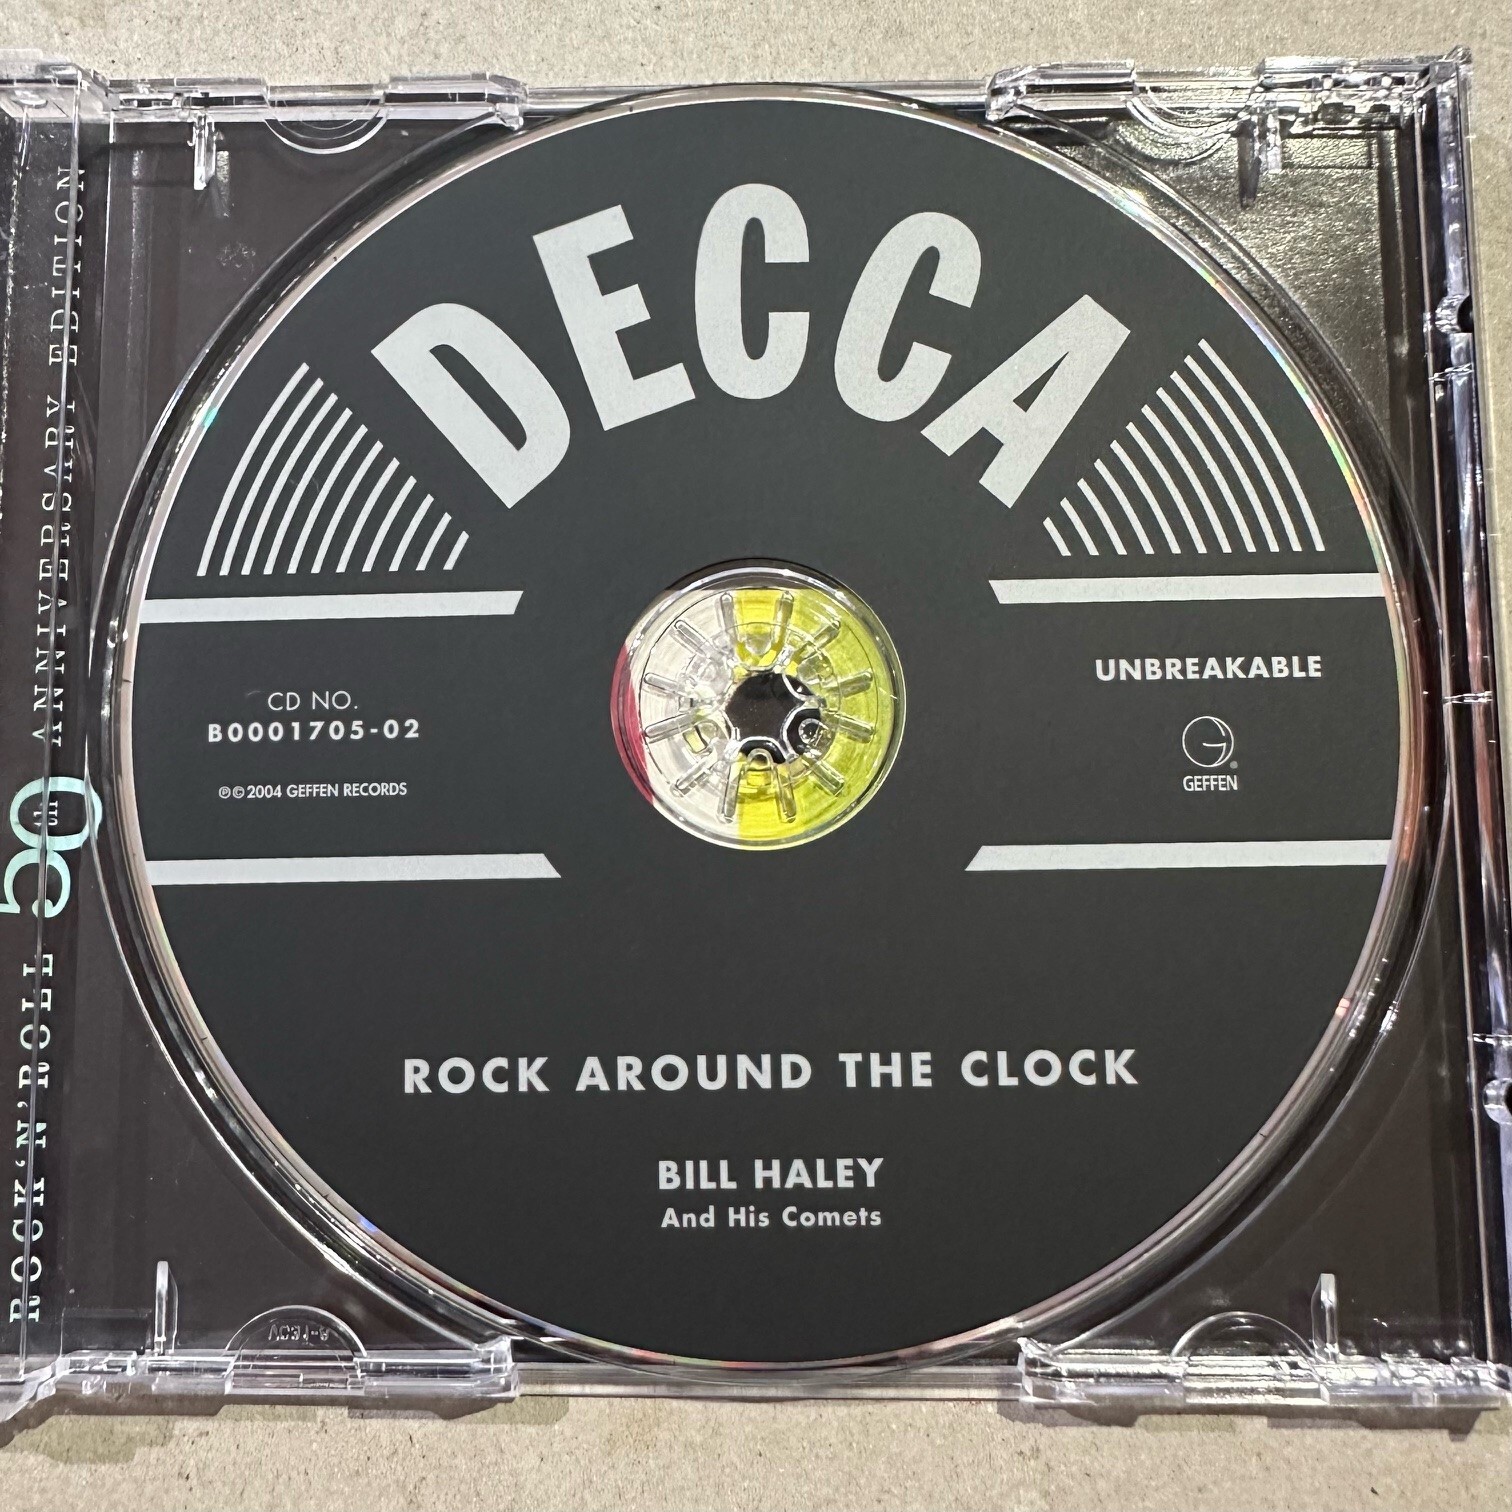 DECCA
CD NO.
B0001705-02
℗© 2004 GEFFEN RECORDS
UNBREAKABLE
G
GEFFEN
ROCK AROUND THE CLOCK
BILL HALEY
And His Comets
ROCK'N'ROLL 50th ANNIVERSARY EDITION